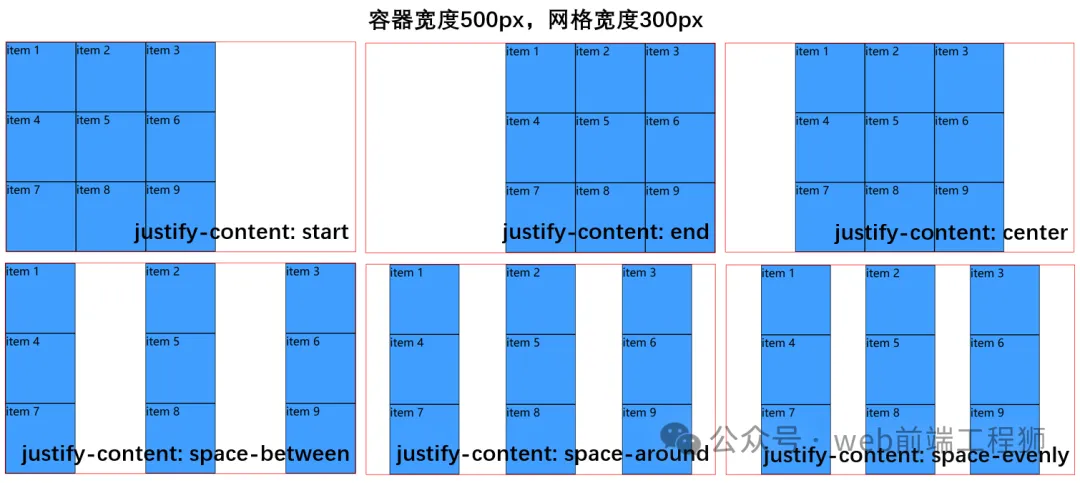 容器宽度500px，网格宽度300px
item 1 item 2 item 3
item 4 item 5 item 6
item 7 item 8 item 9
justify-content: start
item 1 item 2 item 3
item 4 item 5 item 6
item 7 item 8 item 9
justify-content: end
item 1 item 2 item 3
item 4 item 5 item 6
item 7 item 8 item 9
justify-content: center
item 1 item 2 item 3
item 4 item 5 item 6
item 7 item 8 item 9
justify-content: space-between
item 1 item 2 item 3
item 4 item 5 item 6
item 7 item 8 item 9
justify-content: space-around
item 1 item 2 item 3
item 4 item 5 item 6
item 7 item 8 item 9
justify-content: space-evenly
公众号 · web前端工程狮